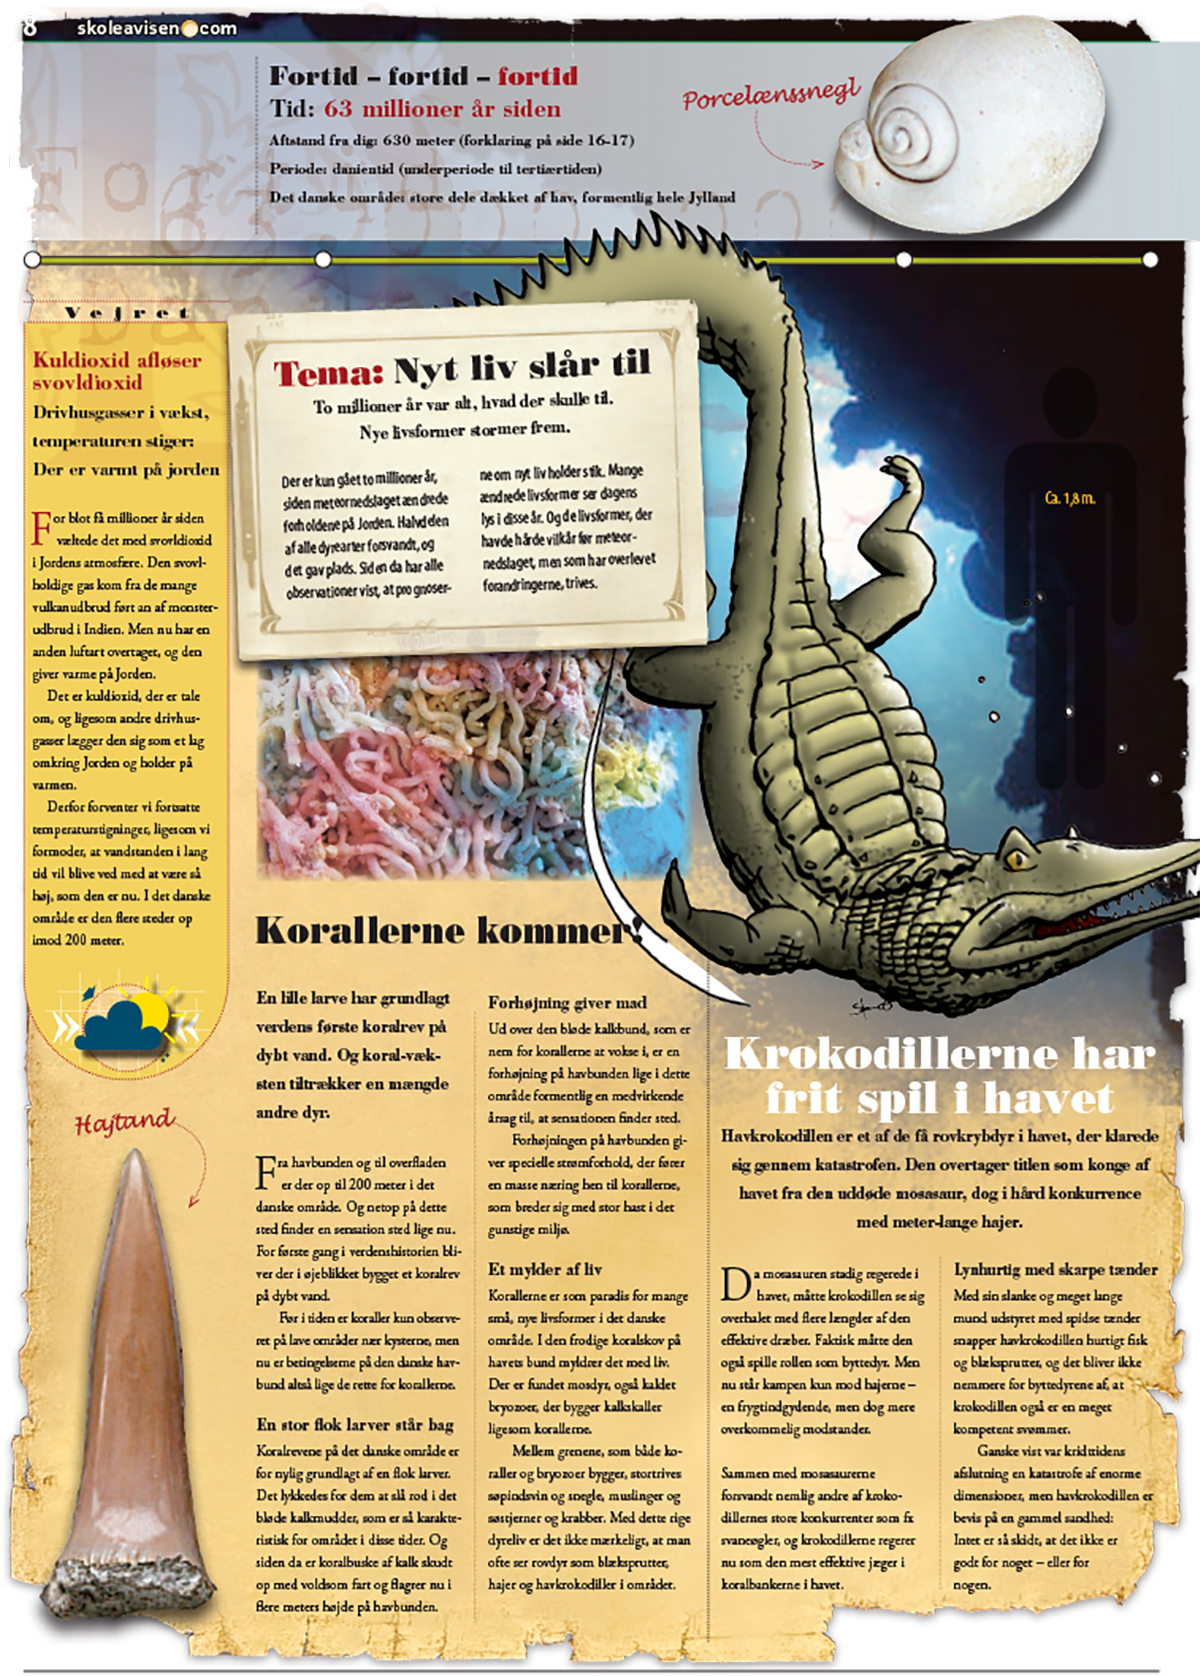 8
skoleavisen.com
Fortid – fortid – fortid
Tid: 63 millioner år siden
Aftstand fra dig: 630 meter (forklaring på side 16-17)
Periode: danientid (underperiode til tertiærtiden)
Det danske område: store dele dækket af hav, formentlig hele Jylland
Porcelænssnegl
Vejret
Kuldioxid afløser
svovldioxid
Drivhusgasser i vækst,
temperaturen stiger:
Der er varmt på jorden
For blot få millioner år siden
væltede det med svovldioxid
i Jordens atmosfære. Den svovl-
holdige gas kom fra de mange
vulkanudbrud ført an af monster-
udbrud i Indien. Men nu har en
anden luftart overtaget, og den
giver varme på Jorden.
Det er kuldioxid, der er tale
om, og ligesom andre drivhus-
gasser lægger den sig som et lag
omkring Jorden og holder på
varmen.
Derfor forventer vi fortsatte
temperaturstigninger, ligesom vi
formoder, at vandstanden i lang
tid vil blive ved med at være så
høj, som den er nu. I det danske
område er den flere steder op
imod 200 meter.
Hajtand
Tema: Nyt liv slår til
To millioner år var alt, hvad der skulle til.
Nye livsformer stormer frem.
Der er kun gået to millioner år,
siden meteornedslaget ændrede
forholdene på Jorden. Halvdelen
af alle dyrearter forsvandt, og
det gav plads. Siden da har alle
observationer vist, at prognoser-
ne om nyt liv holder stik. Mange
ændrede livsformer ser dagens
lys i disse år. Og de livsformer, der
havde hårde vilkår før meteor-
nedslaget, men som har overlevet
forandringerne, trives.
Ca. 1,8 m.
Korallerne kommer!
En lille larve har grundlagt
verdens første koralrev på
dybt vand. Og koral-væk-
sten tiltrækker en mængde
andre dyr.
Fra havbunden og til overfladen
er der op til 200 meter i det
danske område. Og netop på dette
sted finder en sensation sted lige nu.
For første gang i verdenshistorien bli-
ver der i øjeblikket bygget et koralrev
på dybt vand.
Før i tiden er koraller kun observe-
ret på lave områder nær kysterne, men
nu er betingelserne på den danske hav-
bund altså lige de rette for korallerne.
En stor flok larver står bag
Koralrevene på det danske område er
for nylig grundlagt af en flok larver.
Det lykkedes for dem at slå rod i det
bløde kalkmudder, som er så karakte-
ristisk for området i disse tider. Og
siden da er koralbuske af kalk skudt
op med voldsom fart og flagrer nu i
flere meters højde på havbunden.
Forhøjning giver mad
Ud over den bløde kalkbund, som er
nem for korallerne at vokse i, er en
forhøjning på havbunden lige i dette
område formentlig en medvirkende
årsag til, at sensationen finder sted.
Forhøjningen på havbunden gi-
ver specielle strømforhold, der fører
en masse næring hen til korallerne,
som breder sig med stor hast i det
gunstige miljø.
Et mylder af liv
Korallerne er som paradis for mange
små, nye livsformer i det danske
område. I den frodige koralskov på
havets bund myldrer det med liv.
Der er fundet mosdyr, også kaldet
bryozoer, der bygger kalkskaller
ligesom korallerne.
Mellem grenene, som både ko-
raller og bryozoer bygger, stortrives
søpindsvin og snegle, muslinger og
søstjerner og krabber. Med dette rige
dyreliv er det ikke mærkeligt, at man
ofte ser rovdyr som blæksprutter,
hajer og havkrokodiller i området.
Krokodillerne har
frit spil i havet
Havkrokodillen er et af de få rovkrybdyr i havet, der klarede
sig gennem katastrofen. Den overtager titlen som konge af
havet fra den uddøde mosasaur, dog i hård konkurrence
med meter-lange hajer.
Da mosasauren stadig regerede i
havet, måtte krokodillen se sig
overhalet med flere længder af den
effektive dræber. Faktisk måtte den
også spille rollen som byttedyr. Men
nu står kampen kun mod hajerne –
en frygtindgydende, men dog mere
overkommelig modstander.
Sammen med mosasaurerne
forsvandt nemlig andre af kroko-
dillernes store konkurrenter som fx
svaneøgler, og krokodillerne regerer
nu som den mest effektive jæger i
koralbankerne i havet.
Lynhurtig med skarpe tænder
Med sin slanke og meget lange
mund udstyret med spidse tænder
snapper havkrokodillen hurtigt fisk
og blæksprutter, og det bliver ikke
nemmere for byttedyrene af, at
krokodillen også er en meget
kompetent svømmer.
Ganske vist var kridttidens
afslutning en katastrofe af enorme
dimensioner, men havkrokodillen er
bevis på en gammel sandhed:
Intet er så skidt, at det ikke er
godt for noget – eller for
nogen.